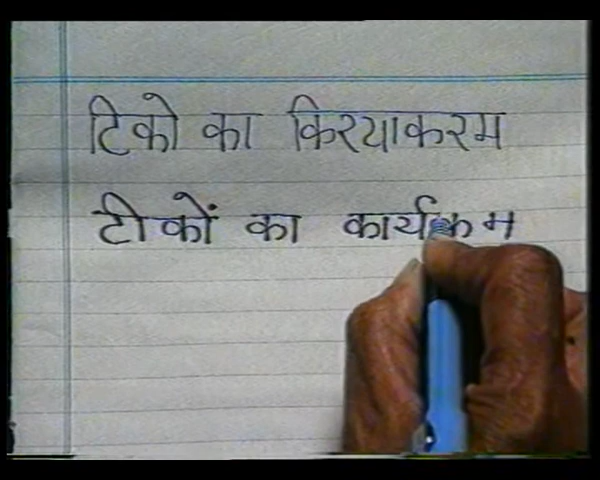 टिको का किरयाकरम
टीकों का कार्यक्रम